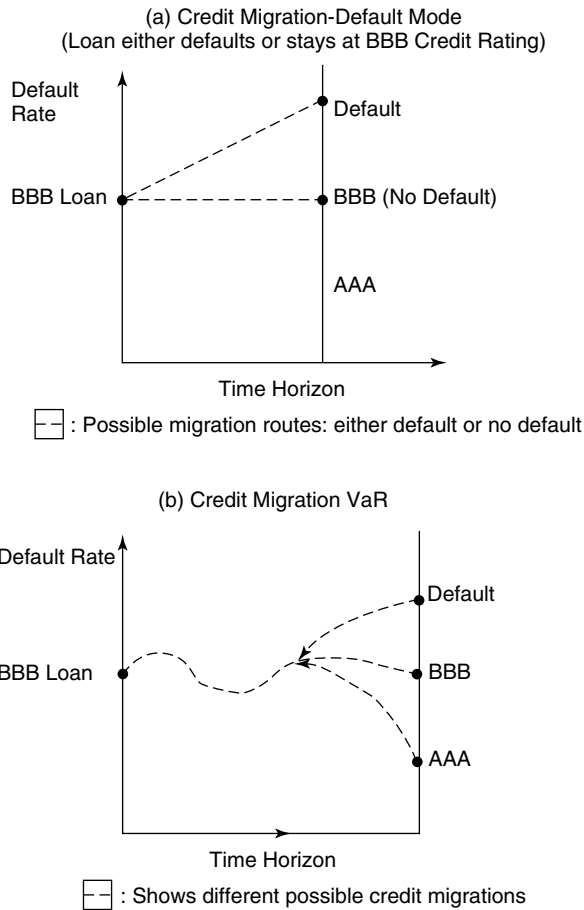 (a) Credit Migration-Default Mode
(Loan either defaults or stays at BBB Credit Rating)
Default
Rate
Default
BBB Loan
BBB (No Default)
AAA
Time Horizon
: Possible migration routes: either default or no default
(b) Credit Migration VaR
Default Rate
Default
BBB Loan
BBB
AAA
Time Horizon
: Shows different possible credit migrations